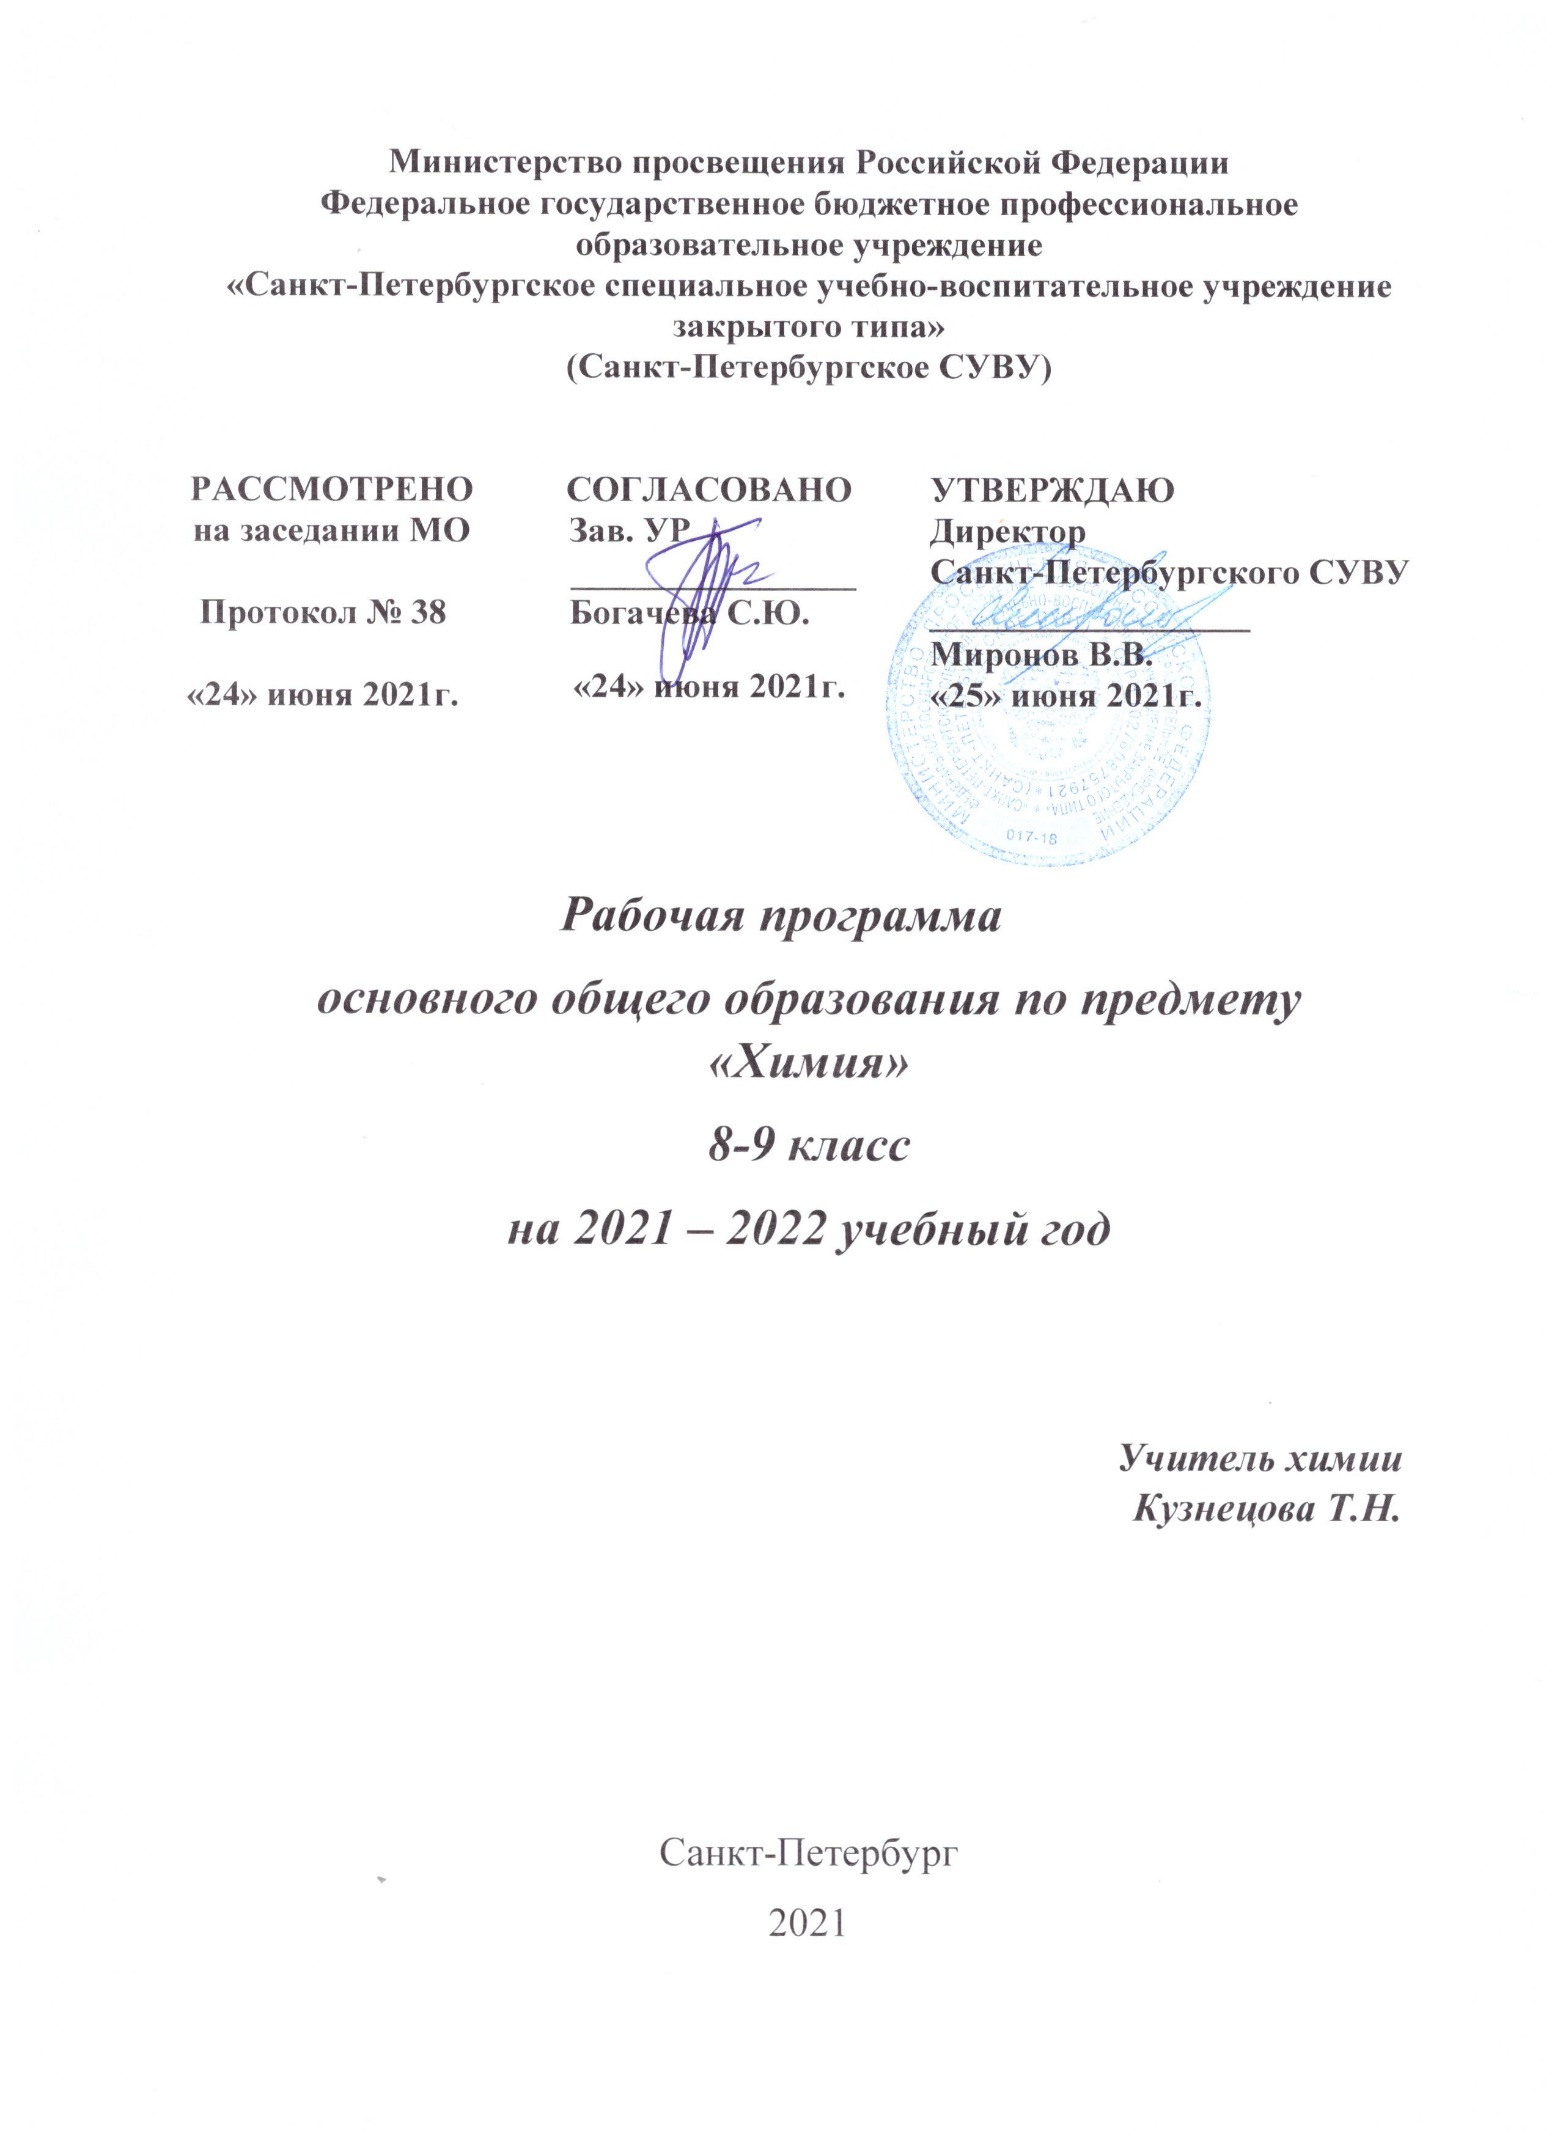 Министерство просвещения Российской Федерации
Федеральное государственное бюджетное профессиональное
образовательное учреждение
«Санкт-Петербургское специальное учебно-воспитательное учреждение
закрытого типа»
(Санкт-Петербургское СУВУ)
РАССМОТРЕНО
на заседании МО
Протокол № 38
«24» июня 2021г.
СОГЛАСОВАНО
Зав. УР
Богачева С.Ю.
«24» июня 2021г.
УТВЕРЖДАЮ
Директор
Санкт-Петербургского СУВУ
Миронов В.В.
«25» июня 2021г.
017-18
Рабочая программа
основного общего образования по предмету
«Химия»
8-9 класс
на 2021 – 2022 учебный год
Учитель химии
Кузнецова Т.Н.
Санкт-Петербург
2021